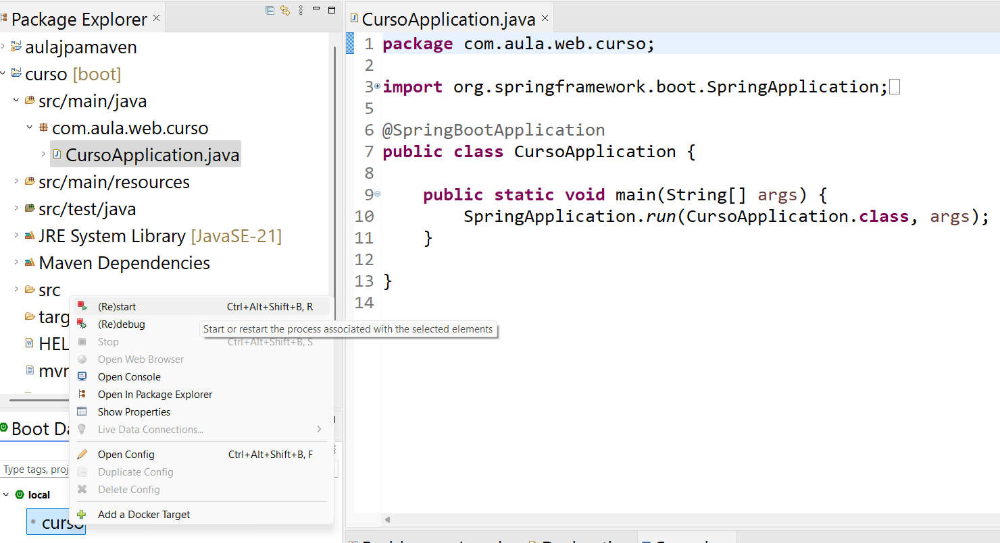 Package Explorer
aulajpamaven
curso [boot]
src/main/java
com.aula.web.curso
CursoApplication.java
src/main/resources
src/test/java
JRE System Library [JavaSE-21]
Maven Dependencies
src
targ
HEL
mvn
Boot Da
Type tags, proj
local
curso
(Re)start Ctrl+Alt+Shift+B, R
(Re)debug
Start or restart the process associated with the selected elements
Stop Ctrl+Alt+Shift+B, S
Open Web Browser
Open Console
Open In Package Explorer
Show Properties
Live Data Connections...
Open Config Ctrl+Alt+Shift+B, F
Duplicate Config
Delete Config
Add a Docker Target
CursoApplication.java
1 package com.aula.web.curso;
2
3 import org.springframework.boot.SpringApplication;
5
6 @SpringBootApplication
7 public class CursoApplication {
8
9 public static void main(String[] args) {
10 SpringApplication.run(CursoApplication.class, args);
11 }
12
13 }
14